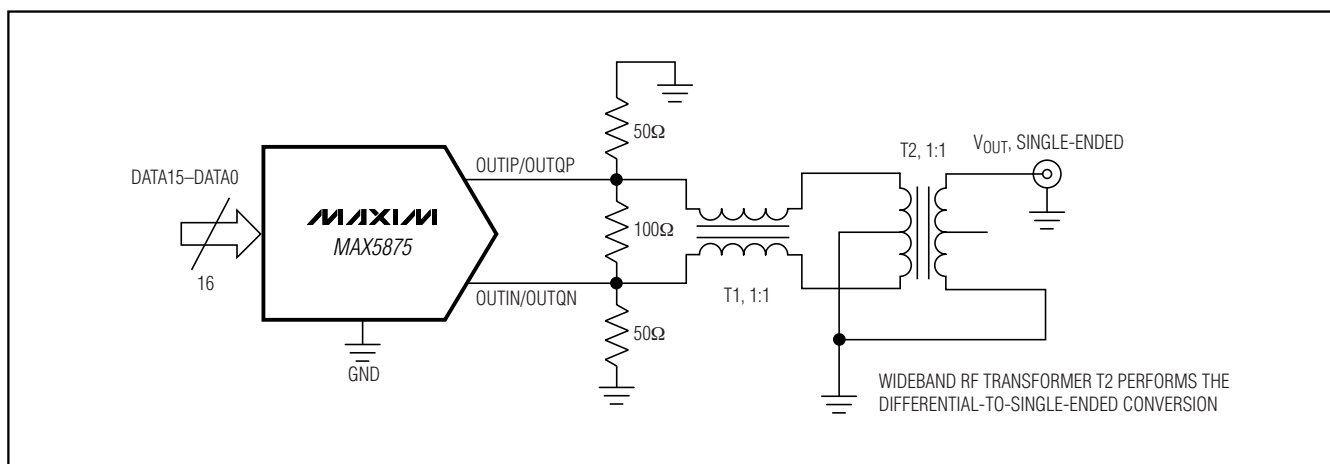 50Ω
T2, 1:1
VOUT, SINGLE-ENDED
OUTIP/OUTQP
DATA15–DATA0
MAXIM
MAX5875
100Ω
16
OUTIN/OUTQN
T1, 1:1
50Ω
GND
WIDEBAND RF TRANSFORMER T2 PERFORMS THE
DIFFERENTIAL-TO-SINGLE-ENDED CONVERSION